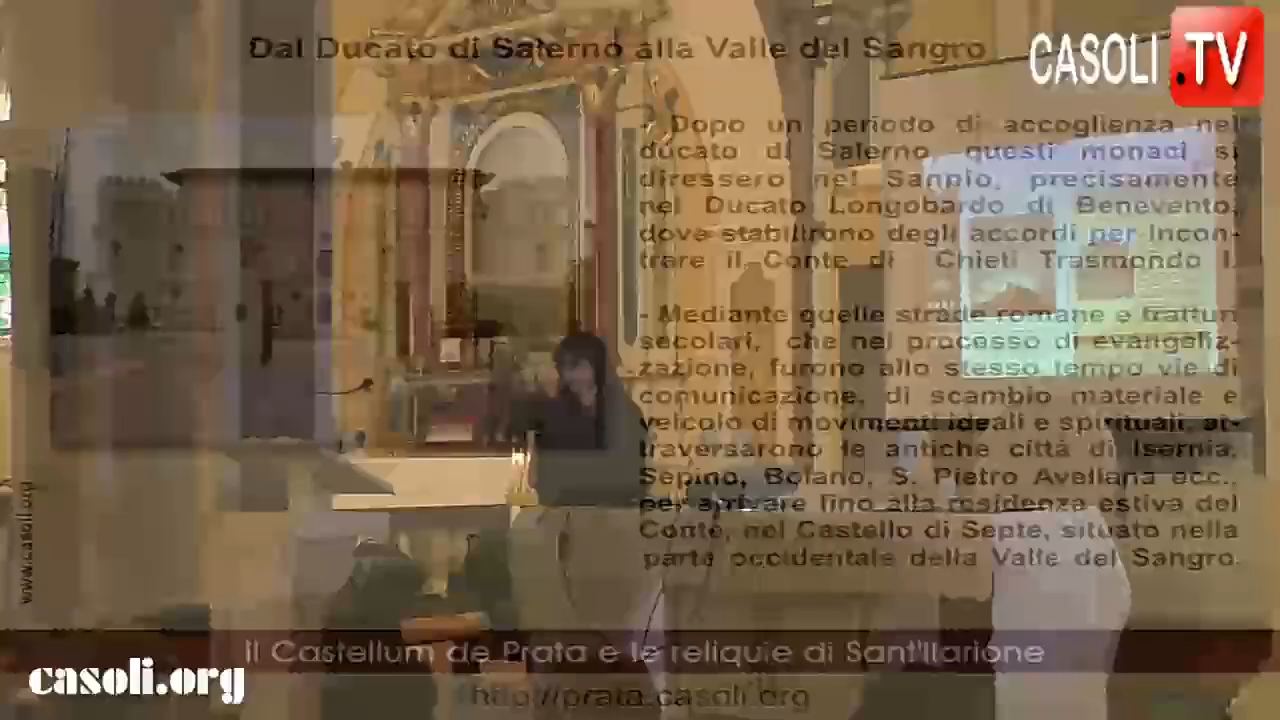 Dal Ducato di Salerno alla Valle del Sangro
CASOLI .TV
- Dopo un periodo di accoglienza nel
ducato di Salerno questi monaci si
diressero nel Sannio, precisamente
nel Ducato Longobardo di Benevento,
dove stabilirono degli accordi per incon-
trare il Conte di Chieti Trasmondo I.
- Mediante quelle strade romane e tratturi
secolari, che nel processo di evangeliz-
zazione, furono allo stesso tempo vie di
comunicazione, di scambio materiale e
veicolo di movimenti ideali e spirituali, at-
traversarono le antiche città di Isernia,
Sepino, Boiano, S. Pietro Avellana ecc.,
per arrivare fino alla residenza estiva del
Conte, nel Castello di Septe, situato nella
parte occidentale della Valle del Sangro.
www.casoli.org
Il Castellum de Prata e le reliquie di Sant'Ilarione
casoli.org
http://prata.casoli.org